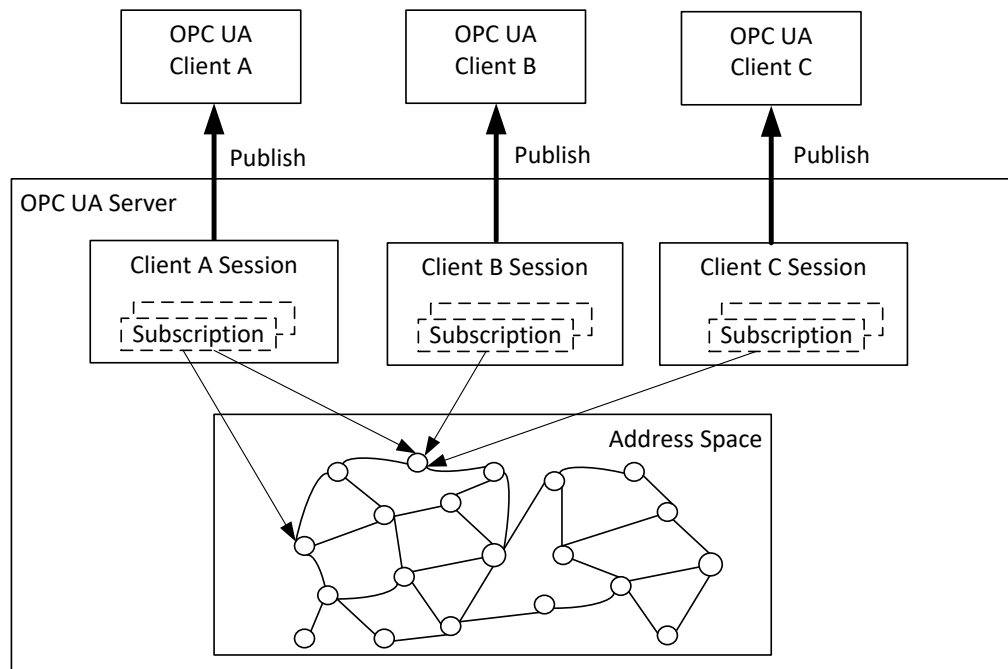 OPC UA
Client A
OPC UA
Client B
OPC UA
Client C
Publish
Publish
Publish
OPC UA Server
Client A Session
Client B Session
Client C Session
Subscription
Subscription
Subscription
Address Space